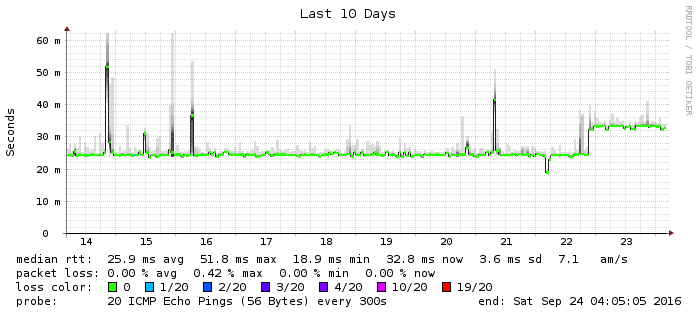 Last 10 Days
RRDTOOL / TOBI OETIKER
Seconds
60 m
50 m
40 m
30 m
20 m
10 m
0
14 15 16 17 18 19 20 21 22 23
median rtt: 25.9 ms avg 51.8 ms max 18.9 ms min 32.8 ms now 3.6 ms sd 7.1 am/s
packet loss: 0.00 % avg 0.42 % max 0.00 % min 0.00 % now
loss color: 0 1/20 2/20 3/20 4/20 10/20 19/20
probe: 20 ICMP Echo Pings (56 Bytes) every 300s end: Sat Sep 24 04:05:05 2016